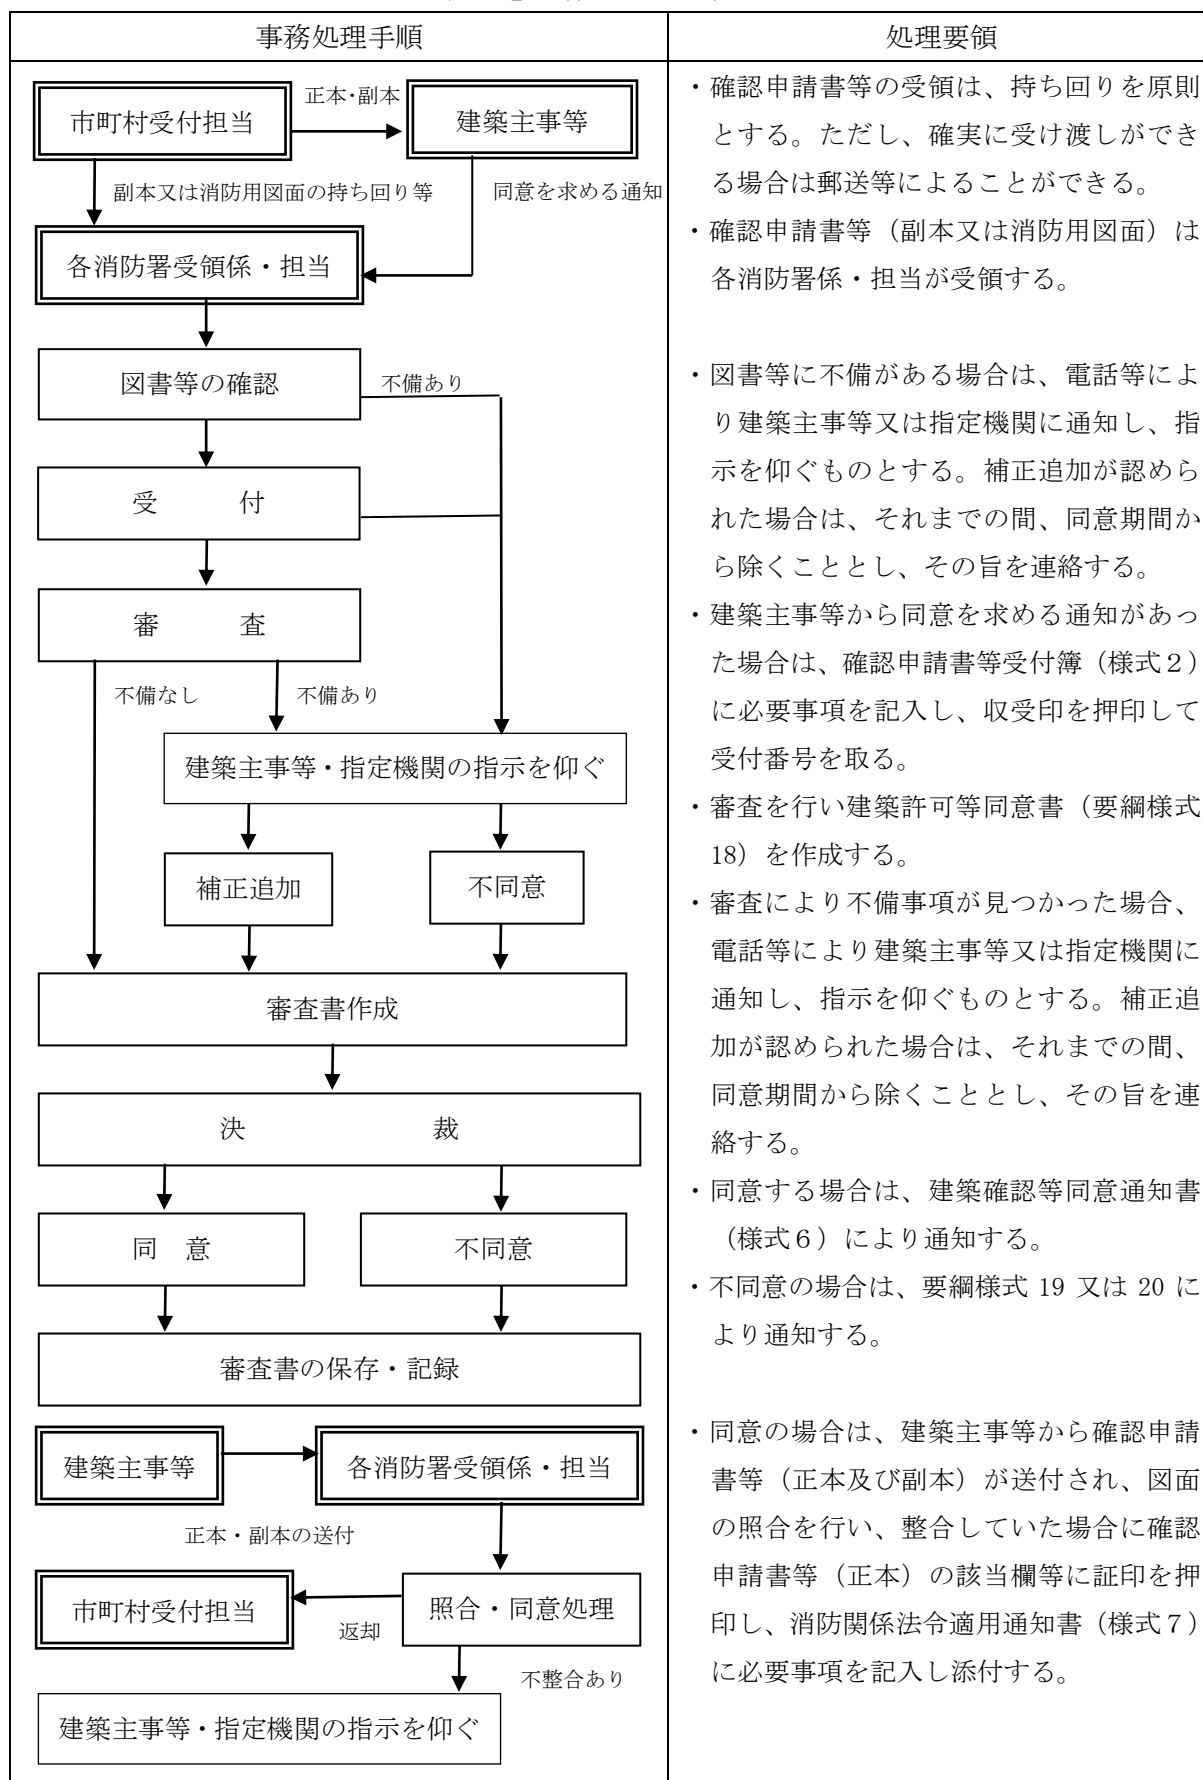 事務処理手順
市町村受付担当
正本・副本
建築主事等
副本又は消防用図面の持ち回り等
同意を求める通知
各消防署受領係・担当
図書等の確認
不備あり
受　　　付
審　　　査
不備なし
不備あり
建築主事等・指定機関の指示を仰ぐ
補正追加
不同意
審査書作成
決　　　　　　　裁
同　意
不同意
審査書の保存・記録
建築主事等
各消防署受領係・担当
正本・副本の送付
市町村受付担当
返却
照合・同意処理
不整合あり
建築主事等・指定機関の指示を仰ぐ
処理要領
・確認申請書等の受領は、持ち回りを原則
とする。ただし、確実に受け渡しができ
る場合は郵送等によることができる。
・確認申請書等（副本又は消防用図面）は
各消防署係・担当が受領する。
・図書等に不備がある場合は、電話等によ
り建築主事等又は指定機関に通知し、指
示を仰ぐものとする。補正追加が認めら
れた場合は、それまでの間、同意期間か
ら除くこととし、その旨を連絡する。
・建築主事等から同意を求める通知があっ
た場合は、確認申請書等受付簿（様式２）
に必要事項を記入し、収受印を押印して
受付番号を取る。
・審査を行い建築許可等同意書（要綱様式
18）を作成する。
・審査により不備事項が見つかった場合、
電話等により建築主事等又は指定機関に
通知し、指示を仰ぐものとする。補正追
加が認められた場合は、それまでの間、
同意期間から除くこととし、その旨を連
絡する。
・同意する場合は、建築確認等同意通知書
（様式６）により通知する。
・不同意の場合は、要綱様式 19 又は 20 に
より通知する。
・同意の場合は、建築主事等から確認申請
書等（正本及び副本）が送付され、図面
の照合を行い、整合していた場合に確認
申請書等（正本）の該当欄等に証印を押
印し、消防関係法令適用通知書（様式７）
に必要事項を記入し添付する。